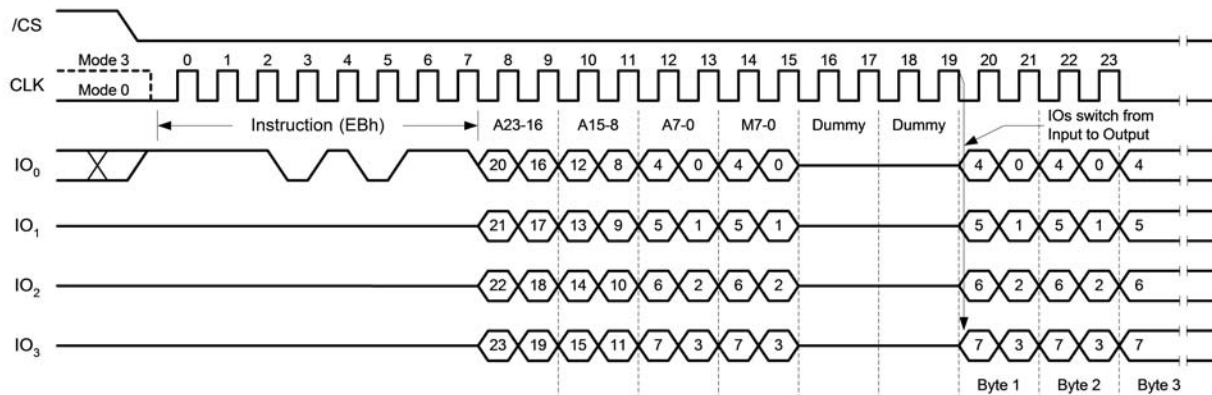 /CS
Mode 3 0 1 2 3 4 5 6 7 8 9 10 11 12 13 14 15 16 17 18 19 20 21 22 23
CLK
Mode 0
Instruction (EBh) A23-16 A15-8 A7-0 M7-0 Dummy Dummy IOs switch from
Input to Output
IO0 20 16 12 8 4 0 4 0 4 0 4 0 4
IO1 21 17 13 9 5 1 5 1 5 1 5 1 5
IO2 22 18 14 10 6 2 6 2 6 2 6 2 6
IO3 23 19 15 11 7 3 7 3 7 3 7 3 7
Byte 1 Byte 2 Byte 3